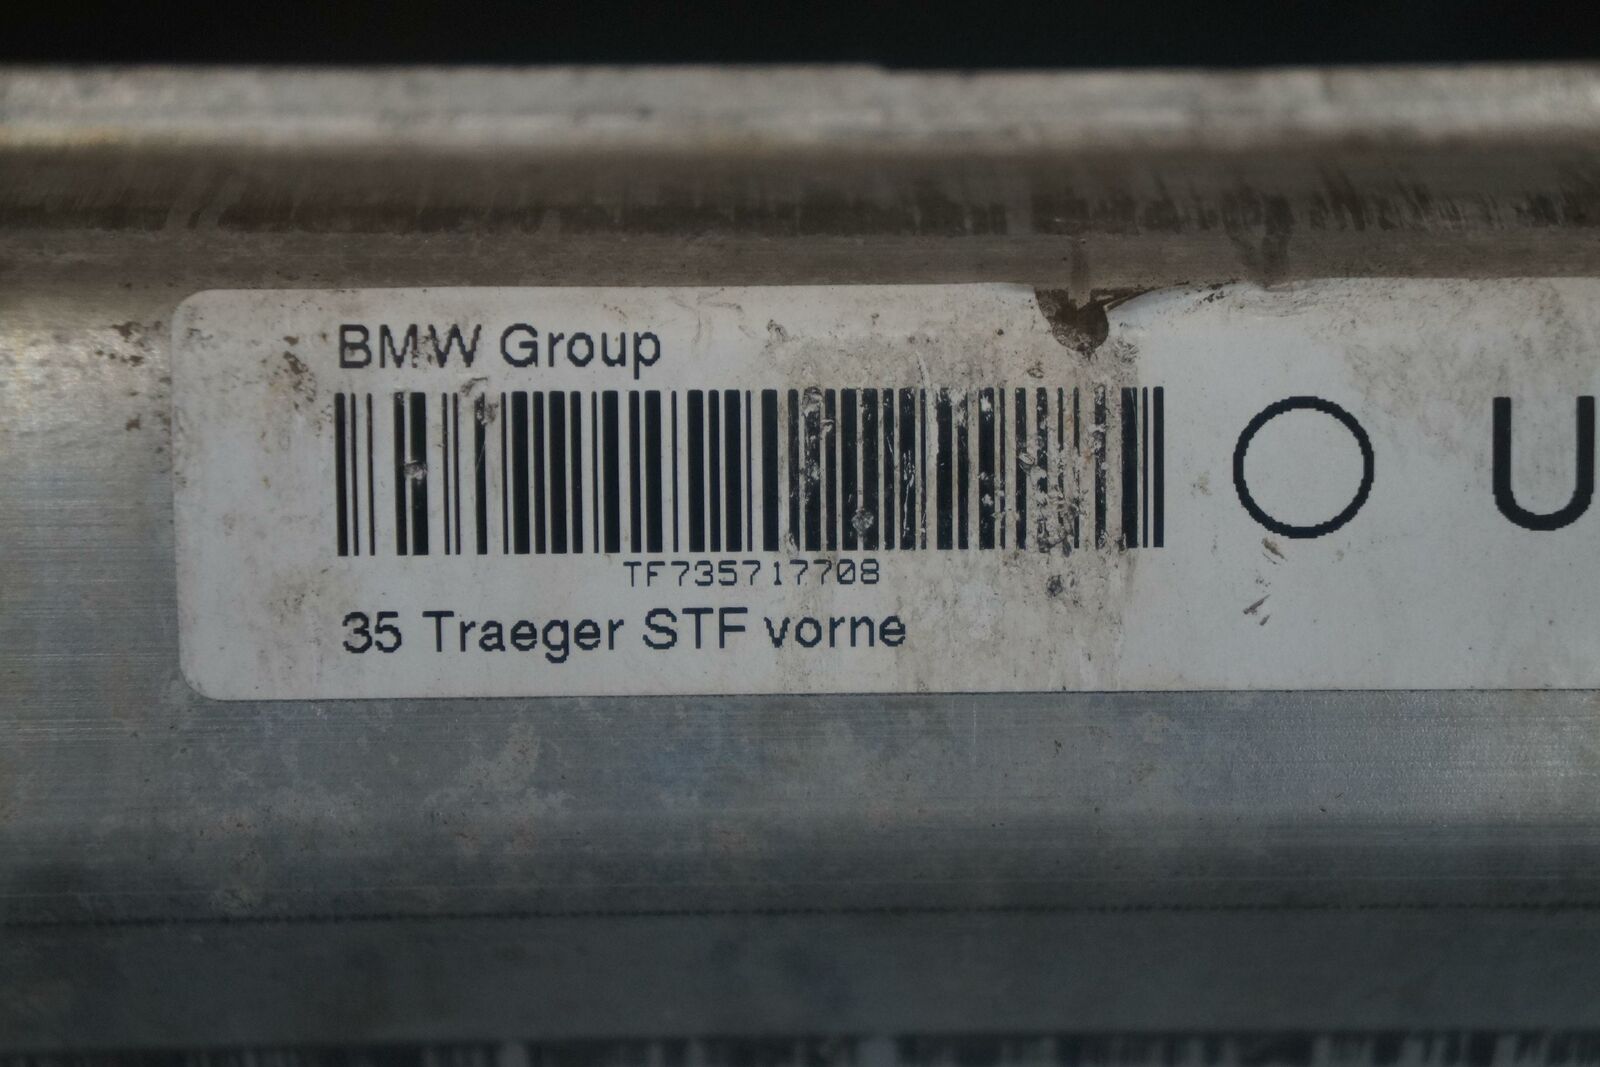 BMW Group
TF735717708
35 Traeger STF vorne
O U